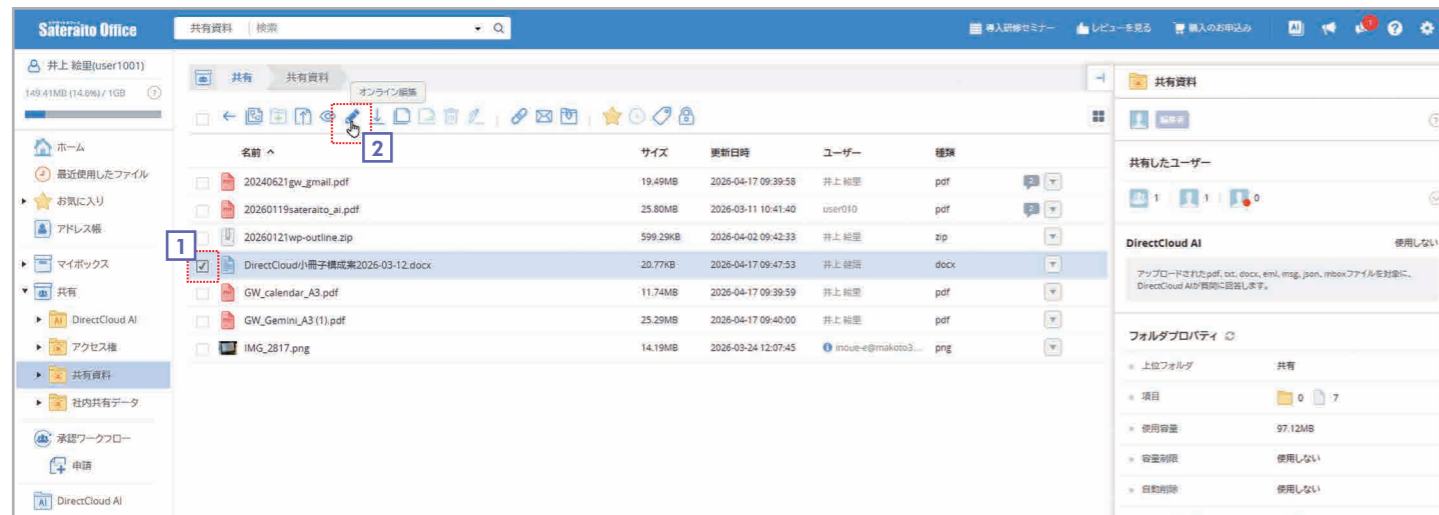 Sateraito Office
共有資料 検索
導入研修セミナー レビューを見る 購入のお申込み AI
井上 絵里(user1001)
149.41MB (14.6%) / 1GB
ホーム
最近使用したファイル
お気に入り
アドレス帳
マイボックス
共有
DirectCloud AI
アクセス権
共有資料
社内共有データ
承認ワークフロー
申請
DirectCloud AI
共有 共有資料
オンライン編集
2
名前 サイズ 更新日時 ユーザー 種類
20240621gw_gmail.pdf 19.49MB 2026-04-17 09:39:58 井上 絵里 pdf 2
20260119sateraito_ai.pdf 25.80MB 2026-03-11 10:41:40 user010 pdf 2
1
20260121wp-outline.zip 599.29KB 2026-04-02 09:42:33 井上 絵里 zip
DirectCloud小冊子構成案2026-03-12.docx 20.77KB 2026-04-17 09:47:53 井上 docx
GW_calendar_A3.pdf 11.74MB 2026-04-17 09:39:59 井上 絵里 pdf
GW_Gemini_A3 (1).pdf 25.29MB 2026-04-17 09:40:00 井上 絵里 pdf
IMG_2817.png 14.19MB 2026-03-24 12:07:45 inoue-e@makoto3... png
共有資料
編集者
共有したユーザー
1 1 0
DirectCloud AI 使用しない
アップロードされたpdf, txt, docx, eml, msg, json, mboxファイルを対象に、
DirectCloud AIが質問に回答します。
フォルダプロパティ
上位フォルダ 共有
項目 0 7
使用容量 97.12MB
容量制限 使用しない
自動削除 使用しない